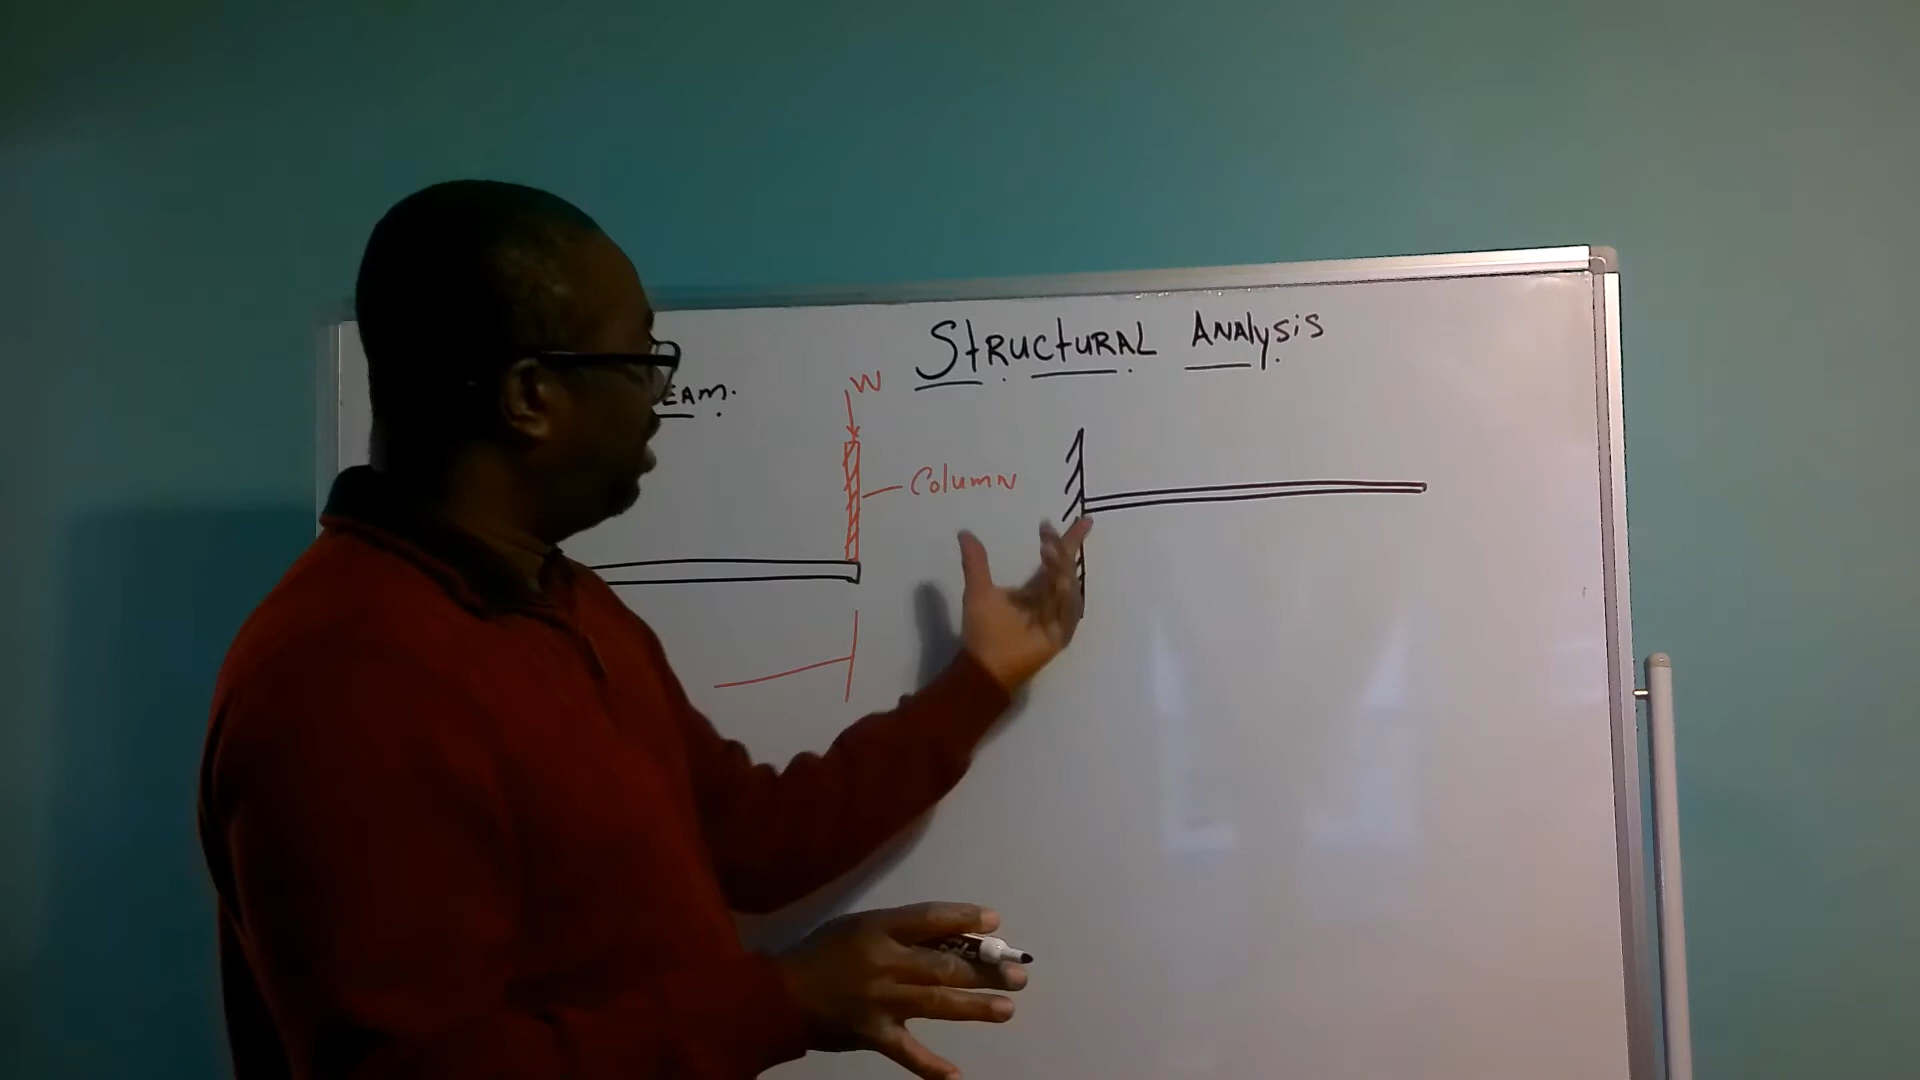 Structural Analysis
EAM.
W
Column